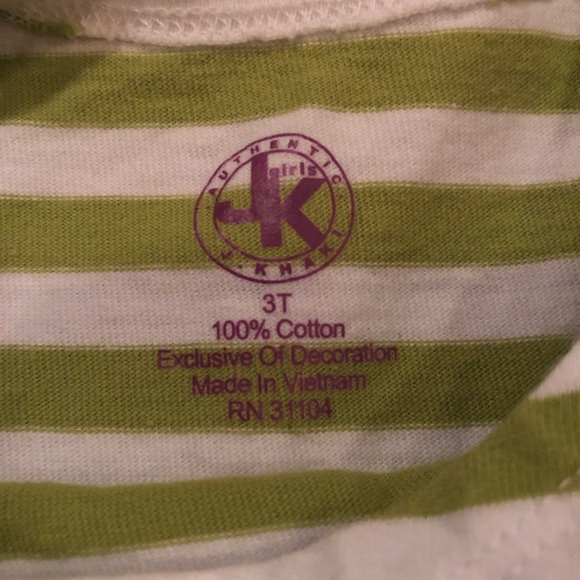 AUTHENTIC
girls
JK
J-KHAKI
3T
100% Cotton
Exclusive Of Decoration
Made In Vietnam
RN 31104